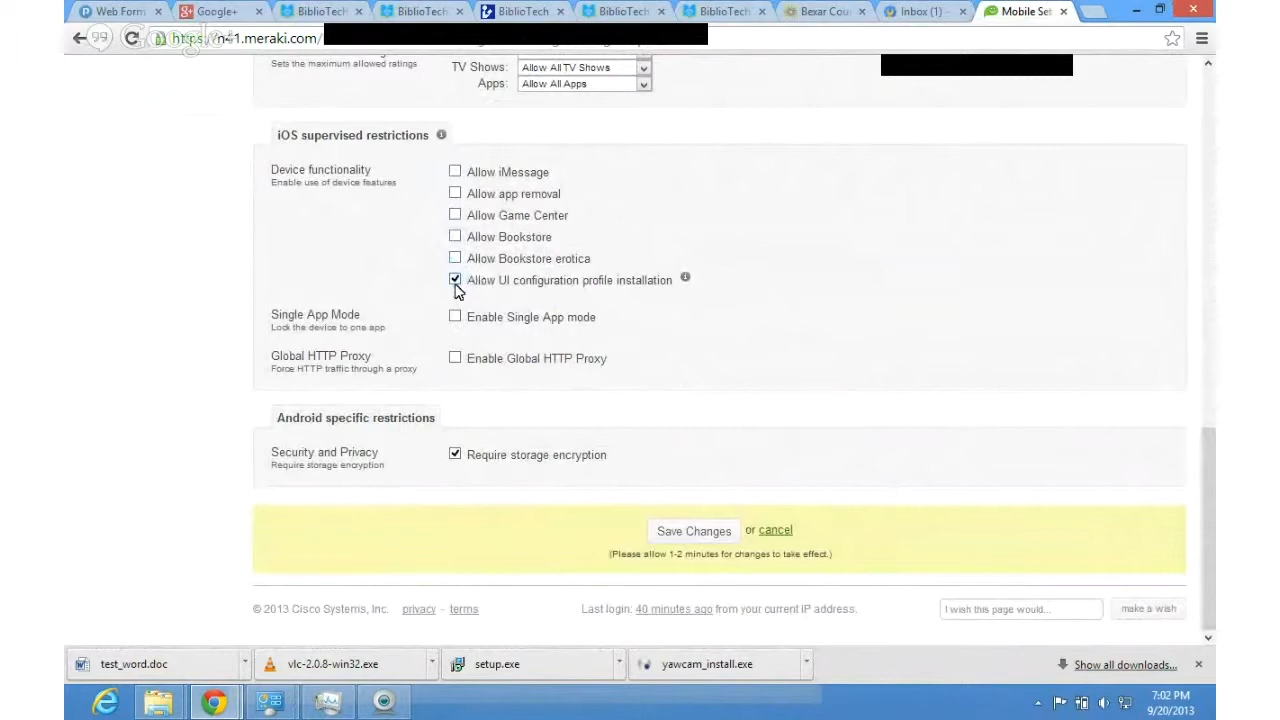 Web Form
Google+
BiblioTech
BiblioTech
BiblioTech
BiblioTech
BiblioTech
Bexar Cou
Inbox (1) -
Mobile Set
99
Google+
https://n41.meraki.com/
Sets the maximum allowed ratings
TV Shows: Allow All TV Shows
Apps: Allow All Apps
iOS supervised restrictions
Device functionality
Enable use of device features
Allow iMessage
Allow app removal
Allow Game Center
Allow Bookstore
Allow Bookstore erotica
Allow UI configuration profile installation
Single App Mode
Lock the device to one app
Enable Single App mode
Global HTTP Proxy
Force HTTP traffic through a proxy
Enable Global HTTP Proxy
Android specific restrictions
Security and Privacy
Require storage encryption
Require storage encryption
Save Changes or cancel
(Please allow 1-2 minutes for changes to take effect.)
© 2013 Cisco Systems, Inc. privacy - terms
Last login: 40 minutes ago from your current IP address.
I wish this page would...
make a wish
test_word.doc
vlc-2.0.8-win32.exe
setup.exe
yawcam_install.exe
Show all downloads...
7:02 PM
9/20/2013